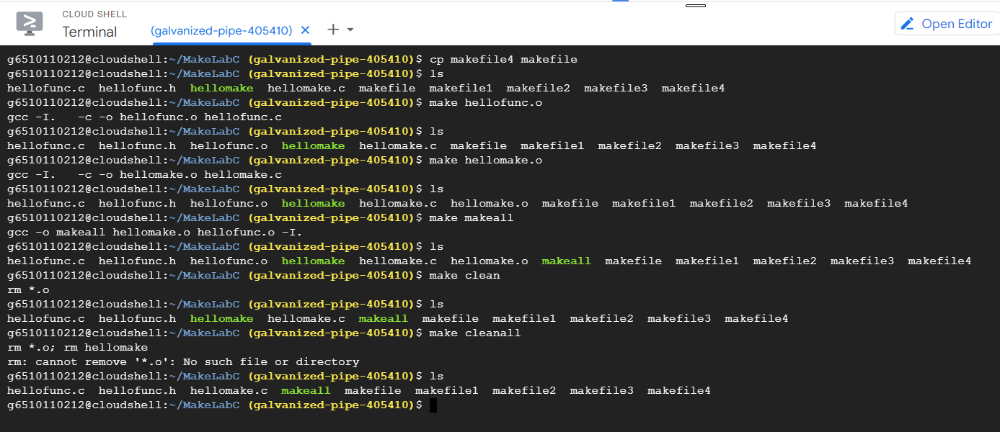 CLOUD SHELL
Terminal
(galvanized-pipe-405410)
Open Editor
g6510110212@cloudshell:~/MakeLabC (galvanized-pipe-405410)$ cp makefile4 makefile
g6510110212@cloudshell:~/MakeLabC (galvanized-pipe-405410)$ ls
hellofunc.c  hellofunc.h  hellomake  hellomake.c  makefile  makefile1  makefile2  makefile3  makefile4
g6510110212@cloudshell:~/MakeLabC (galvanized-pipe-405410)$ make hellofunc.o
gcc -I.   -c -o hellofunc.o hellofunc.c
g6510110212@cloudshell:~/MakeLabC (galvanized-pipe-405410)$ ls
hellofunc.c  hellofunc.h  hellofunc.o  hellomake  hellomake.c  makefile  makefile1  makefile2  makefile3  makefile4
g6510110212@cloudshell:~/MakeLabC (galvanized-pipe-405410)$ make hellomake.o
gcc -I.   -c -o hellomake.o hellomake.c
g6510110212@cloudshell:~/MakeLabC (galvanized-pipe-405410)$ ls
hellofunc.c  hellofunc.h  hellofunc.o  hellomake  hellomake.c  hellomake.o  makefile  makefile1  makefile2  makefile3  makefile4
g6510110212@cloudshell:~/MakeLabC (galvanized-pipe-405410)$ make makeall
gcc -o makeall hellomake.o hellofunc.o -I.
g6510110212@cloudshell:~/MakeLabC (galvanized-pipe-405410)$ ls
hellofunc.c  hellofunc.h  hellofunc.o  hellomake  hellomake.c  hellomake.o  makeall  makefile  makefile1  makefile2  makefile3  makefile4
g6510110212@cloudshell:~/MakeLabC (galvanized-pipe-405410)$ make clean
rm *.o
g6510110212@cloudshell:~/MakeLabC (galvanized-pipe-405410)$ ls
hellofunc.c  hellofunc.h  hellomake  hellomake.c  makeall  makefile  makefile1  makefile2  makefile3  makefile4
g6510110212@cloudshell:~/MakeLabC (galvanized-pipe-405410)$ make cleanall
rm *.o; rm hellomake
rm: cannot remove '*.o': No such file or directory
g6510110212@cloudshell:~/MakeLabC (galvanized-pipe-405410)$ ls
hellofunc.c  hellofunc.h  hellomake.c  makeall  makefile  makefile1  makefile2  makefile3  makefile4
g6510110212@cloudshell:~/MakeLabC (galvanized-pipe-405410)$